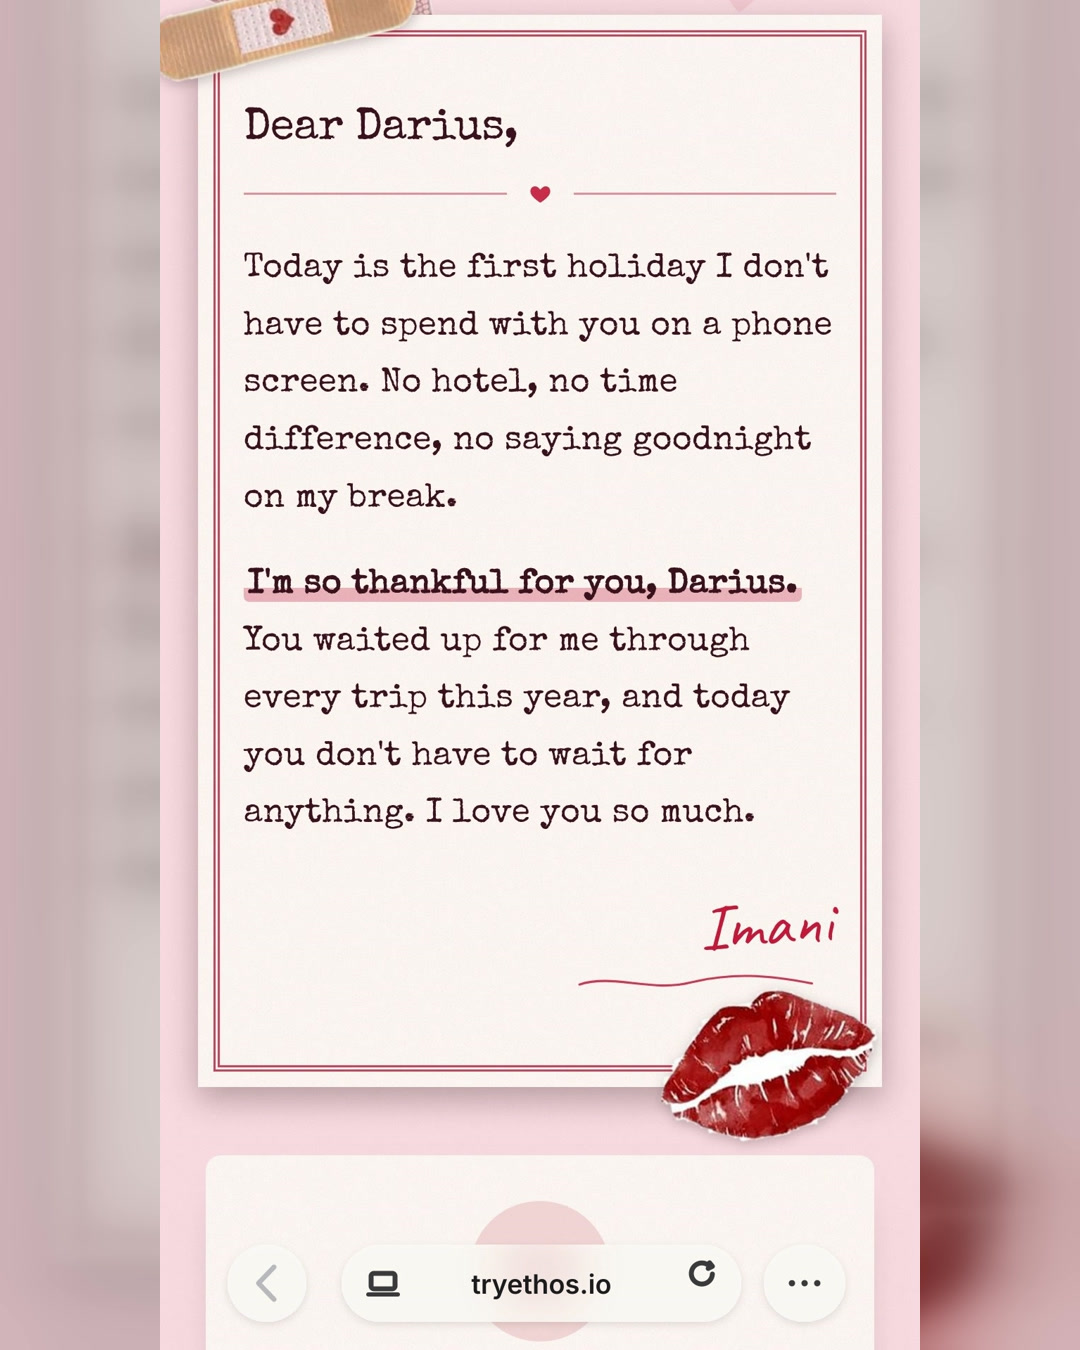 Dear Darius,
Today is the first holiday I don't
have to spend with you on a phone
screen. No hotel, no time
difference, no saying goodnight
on my break.
I'm so thankful for you, Darius.
You waited up for me through
every trip this year, and today
you don't have to wait for
anything. I love you so much.
Imani
tryethos.io